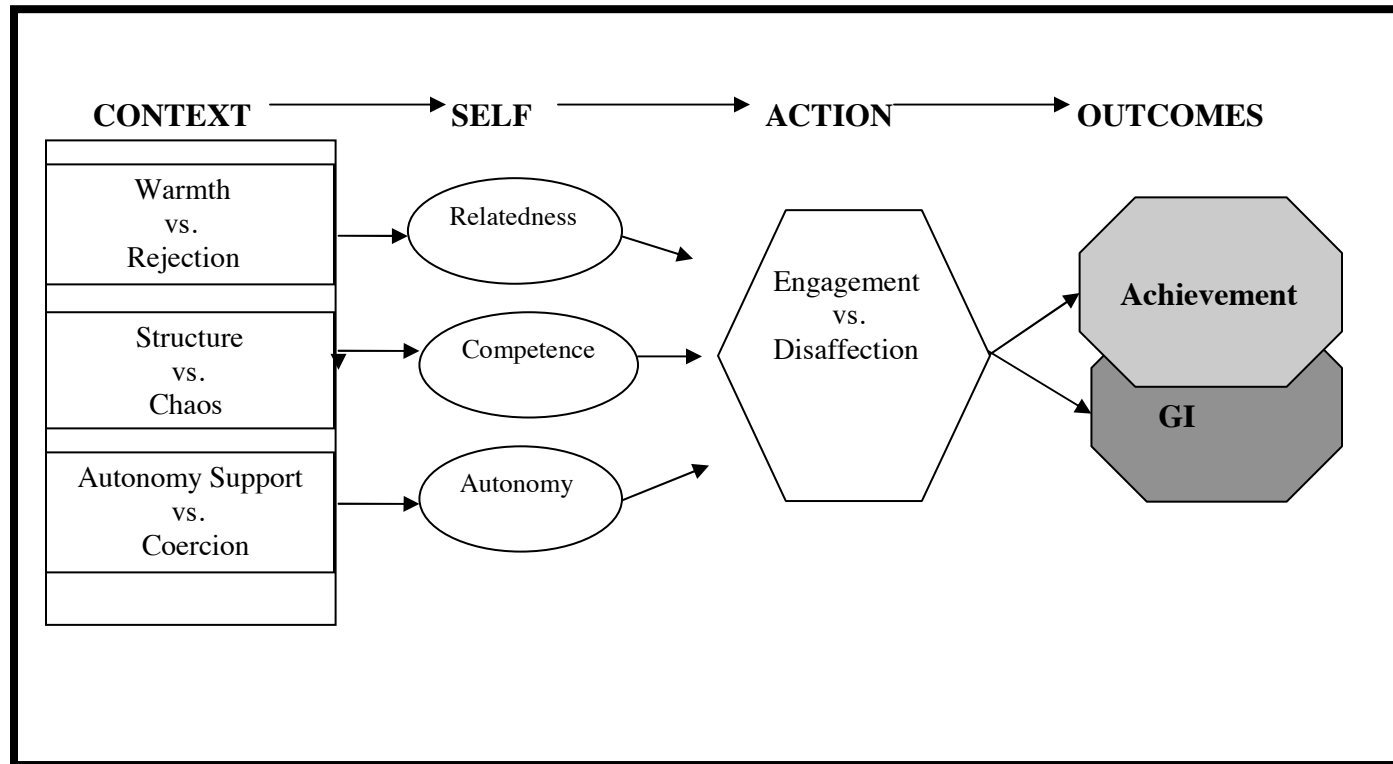 CONTEXT SELF ACTION OUTCOMES
Warmth
vs.
Rejection
Relatedness
Structure
vs.
Chaos
Competence
Autonomy Support
vs.
Coercion
Autonomy
Engagement
vs.
Disaffection
Achievement
GI